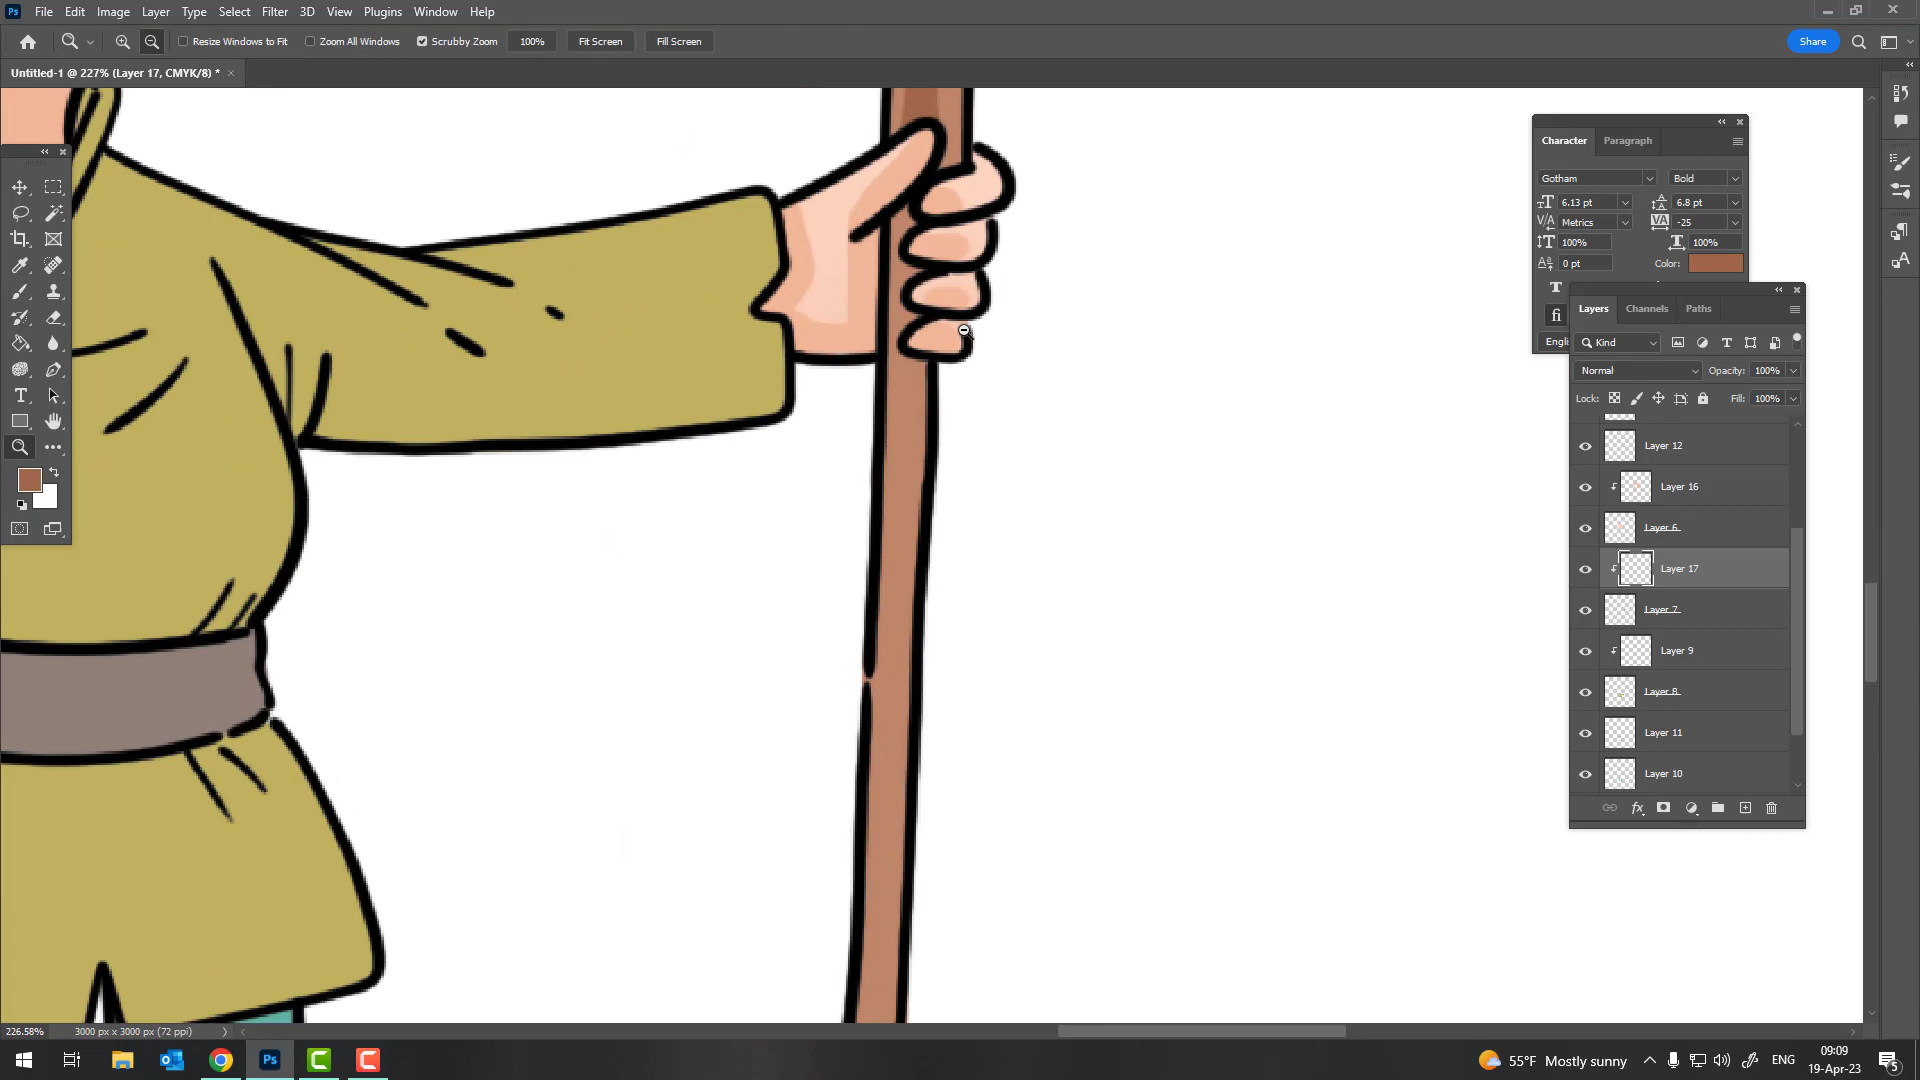 Ps File Edit Image Layer Type Select Filter 3D View Plugins Window Help
Resize Windows to Fit Zoom All Windows Scrubby Zoom 100% Fit Screen Fill Screen Share
Untitled-1 @ 227% (Layer 17, CMYK/8) *
Character Paragraph
Gotham Bold
6.13 pt 6.8 pt
Metrics -25
100% 100%
0 pt Color:
T
fi
Engli
Layers Channels Paths
Kind
Normal Opacity: 100%
Lock: Fill: 100%
Layer 12
Layer 16
Layer 6
Layer 17
Layer 7
Layer 9
Layer 8
Layer 11
Layer 10
fx
226.58% 3000 px x 3000 px (72 ppi)
55°F Mostly sunny ENG 09:09
19-Apr-23 5